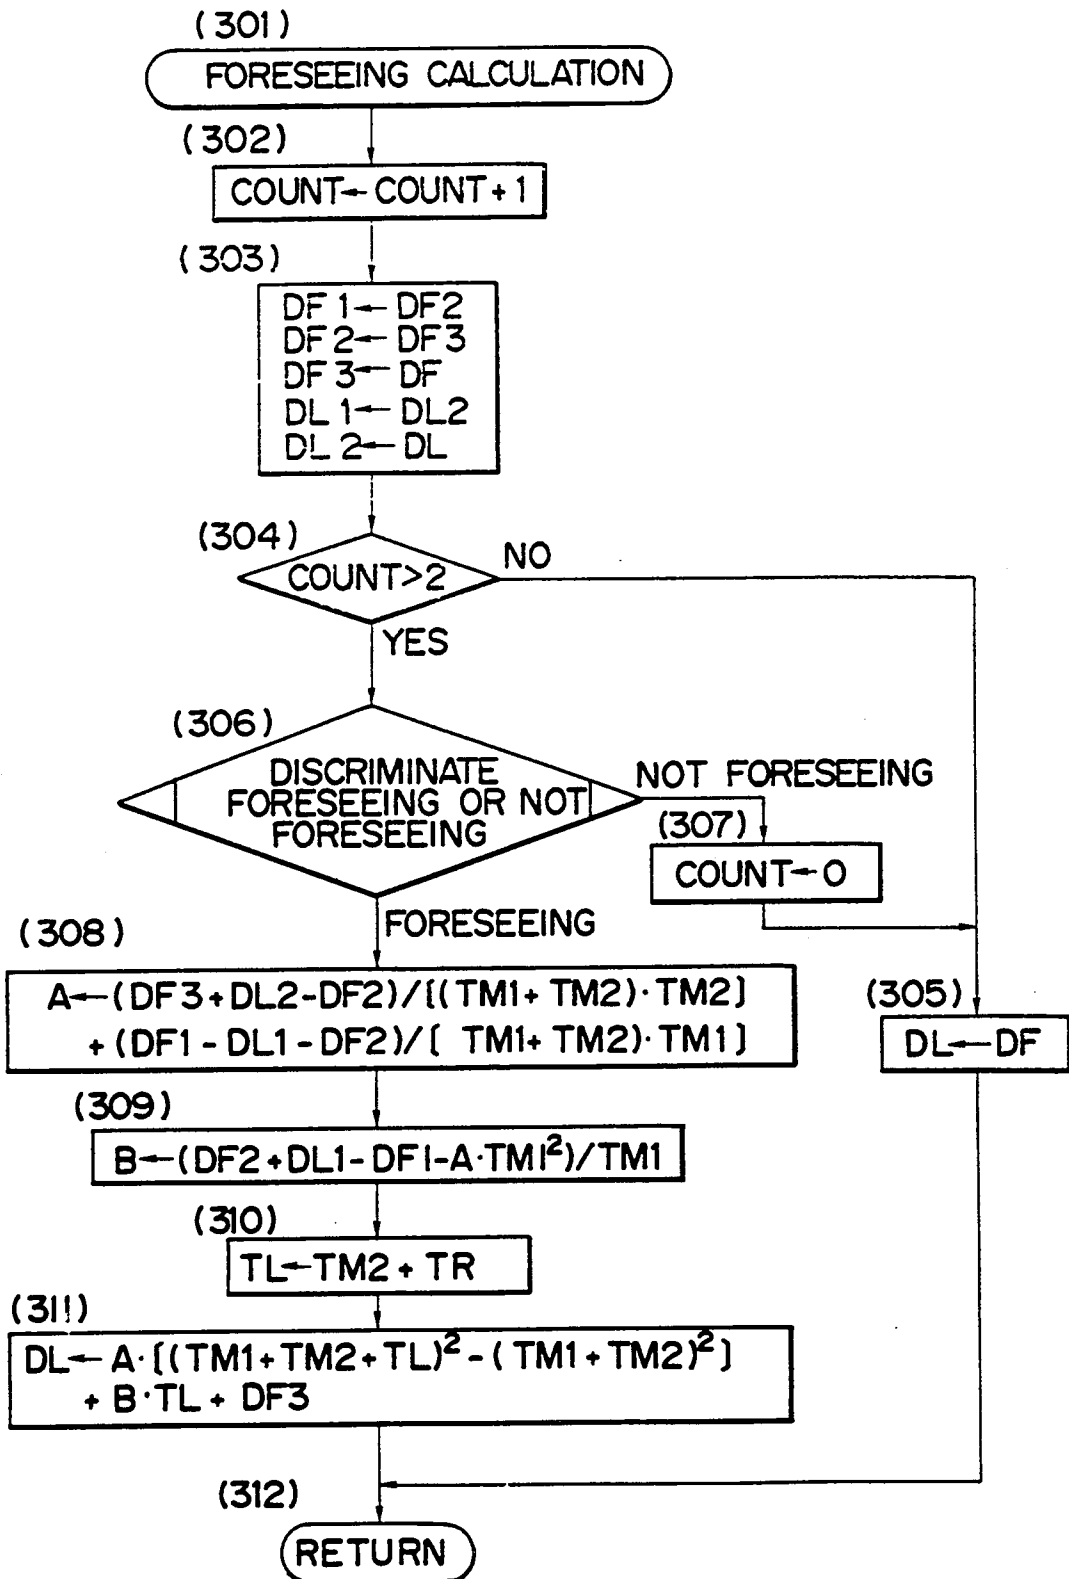 (301)
FORESEEING CALCULATION
(302)
COUNT←COUNT+1
(303)
DF1←DF2
DF2←DF3
DF3←DF
DL1←DL2
DL2←DL
(304)
COUNT>2
NO
YES
(306)
DISCRIMINATE
FORESEEING OR NOT
FORESEEING
NOT FORESEEING
(307)
COUNT←0
FORESEEING
(308)
A←(DF3+DL2-DF2)/[(TM1+TM2)·TM2]
+(DF1-DL1-DF2)/[ TM1+TM2)·TM1]
(305)
DL←DF
(309)
B←(DF2+DL1-DF1-A·TM1²)/TM1
(310)
TL←TM2+TR
(311)
DL←A·[(TM1+TM2+TL)²-(TM1+TM2)²]
+B·TL+DF3
(312)
RETURN